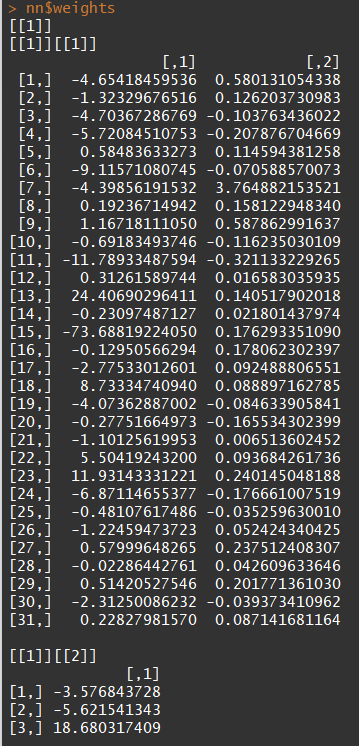 > nn$weights
[[1]]
[[1]][[1]]
                 [,1]            [,2]
 [1,]  -4.65418459536  0.580131054338
 [2,]  -1.32329676516  0.126203730983
 [3,]  -4.70367286769 -0.103763436022
 [4,]  -5.72084510753 -0.207876704669
 [5,]   0.58483633273  0.114594381258
 [6,]  -9.11571080745 -0.070588570073
 [7,]  -4.39856191532  3.764882153521
 [8,]   0.19236714942  0.158122948340
 [9,]   1.16718111050  0.587862991637
[10,]  -0.69183493746 -0.116235030109
[11,] -11.78933487594 -0.321133229265
[12,]   0.31261589744  0.016583035935
[13,]  24.40690296411  0.140517902018
[14,]  -0.23097487127  0.021801437974
[15,] -73.68819224050  0.176293351090
[16,]  -0.12950566294  0.178062302397
[17,]  -2.77533012601  0.092488806551
[18,]   8.73334740940  0.088897162785
[19,]  -4.07362887002 -0.084633905841
[20,]  -0.27751664973 -0.165534302399
[21,]  -1.10125619953  0.006513602452
[22,]   5.50419243200  0.093684261736
[23,]  11.93143331221  0.240145048188
[24,]  -6.87114655377 -0.176661007519
[25,]  -0.48107617486 -0.035259630010
[26,]  -1.22459473723  0.052424340425
[27,]   0.57999648265  0.237512408307
[28,]  -0.02286442761  0.042609633646
[29,]   0.51420527546  0.201771361030
[30,]  -2.31250086232 -0.039373410962
[31,]   0.22827981570  0.087141681164

[[1]][[2]]
             [,1]
[1,] -3.576843728
[2,] -5.621541343
[3,] 18.680317409